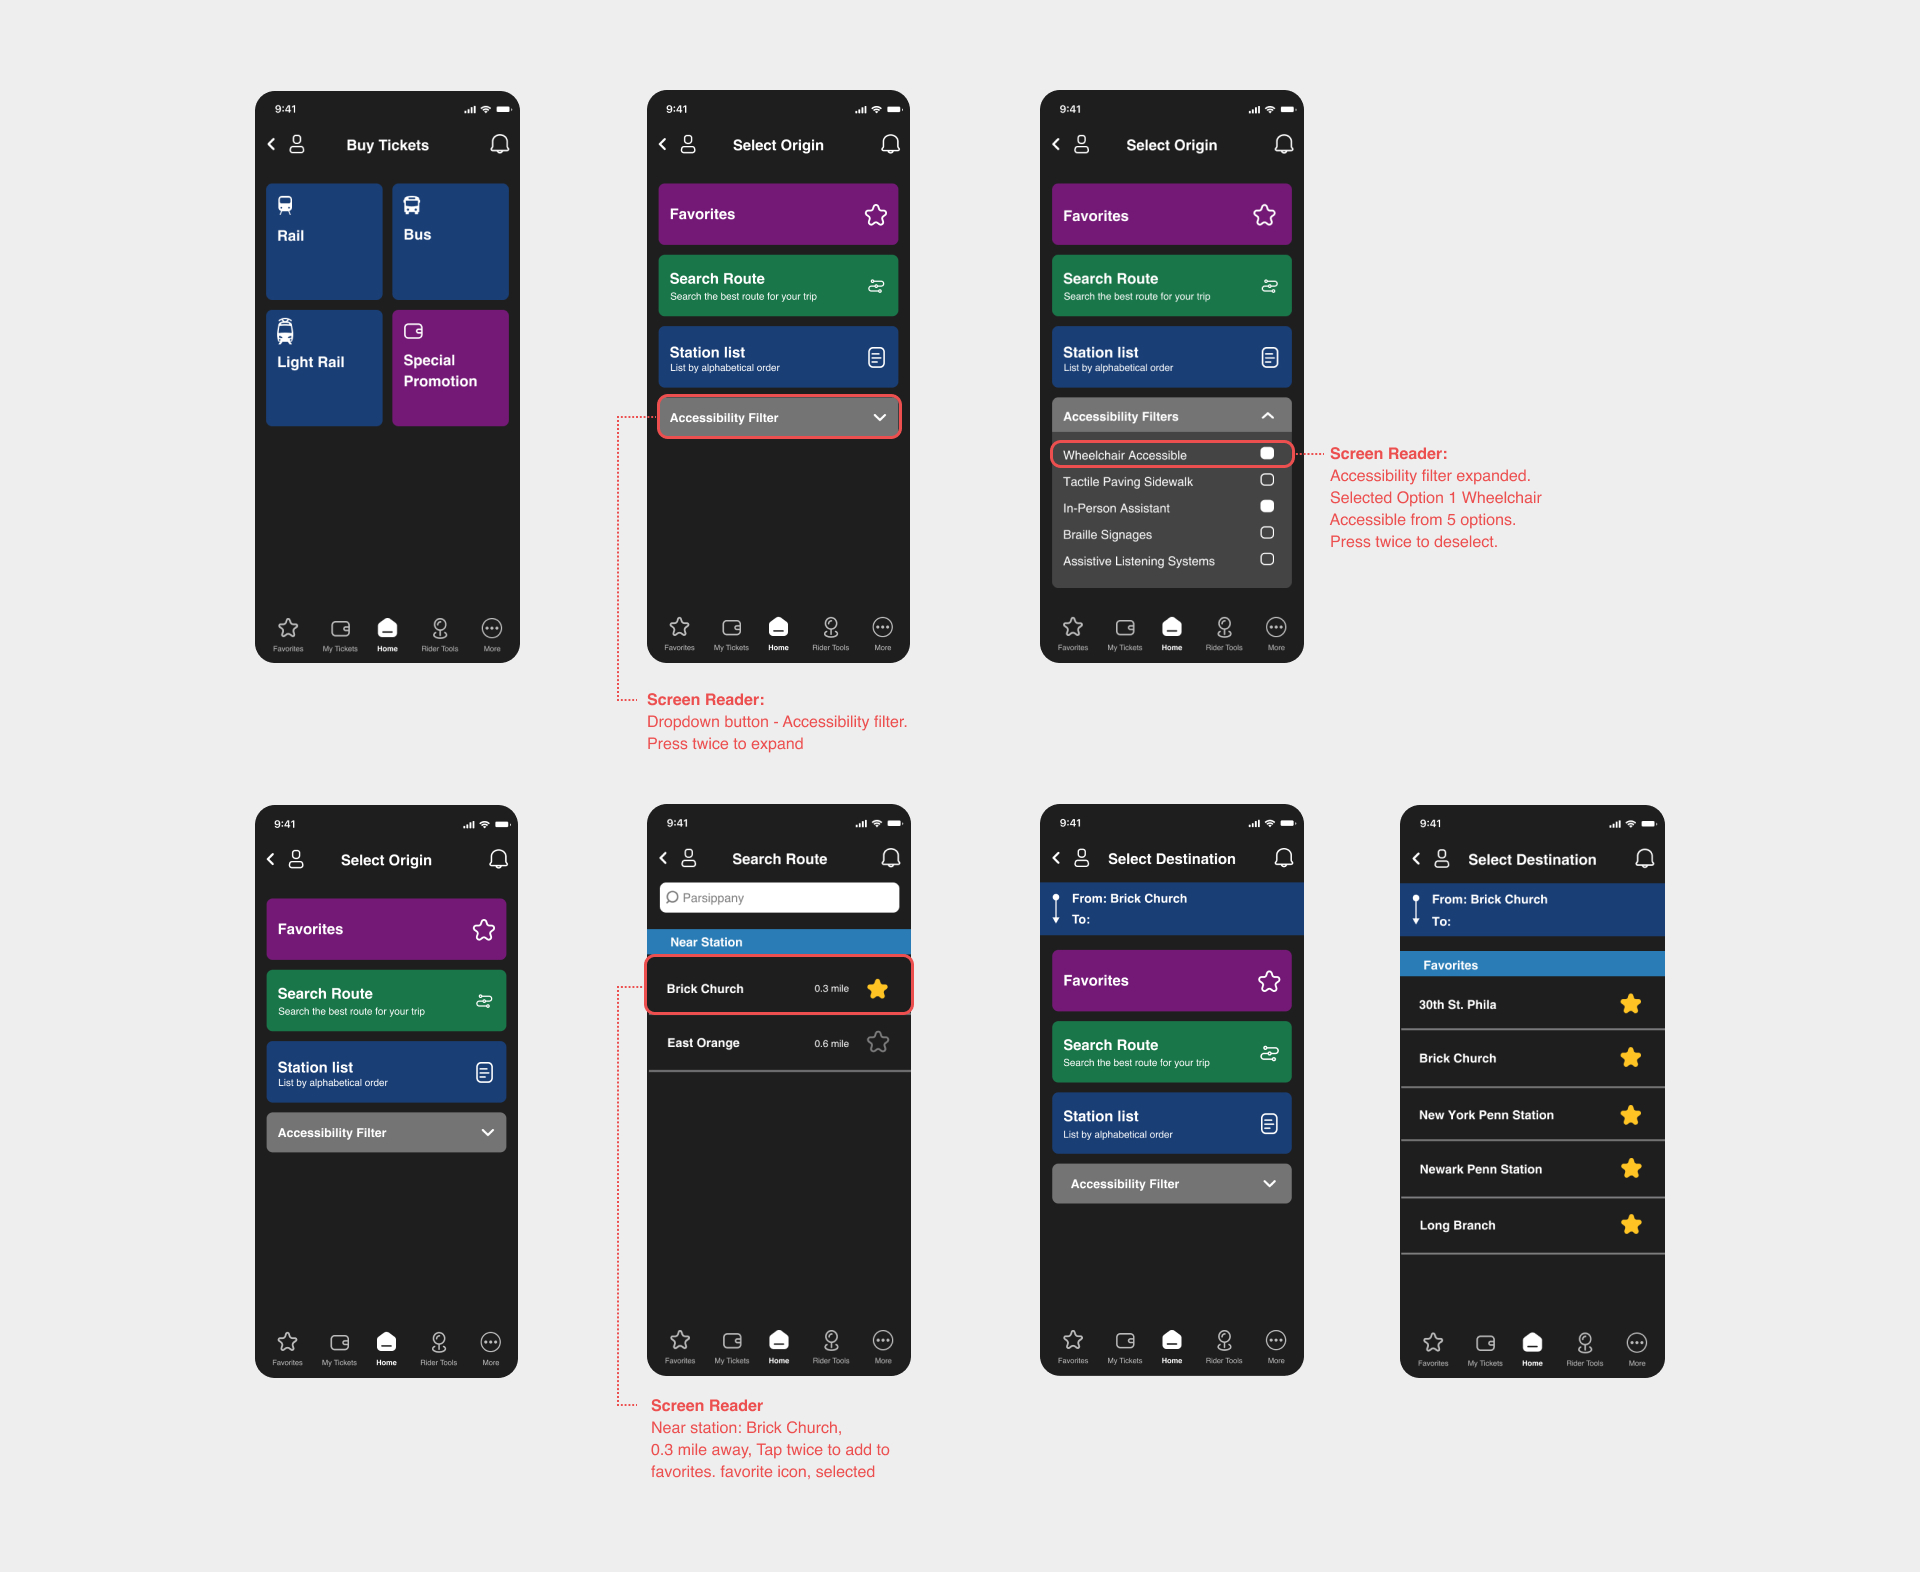 9:41
Buy Tickets
Rail
Bus
Light Rail
Special
Promotion
Favorites
My Tickets
Home
Rider Tools
More
9:41
Select Origin
Favorites
Search Route
Search the best route for your trip
Station list
List by alphabetical order
Accessibility Filter
Favorites
My Tickets
Home
Rider Tools
More
Screen Reader:
Dropdown button - Accessibility filter.
Press twice to expand
9:41
Select Origin
Favorites
Search Route
Search the best route for your trip
Station list
List by alphabetical order
Accessibility Filters
Wheelchair Accessible
Tactile Paving Sidewalk
In-Person Assistant
Braille Signages
Assistive Listening Systems
Favorites
My Tickets
Home
Rider Tools
More
Screen Reader:
Accessibility filter expanded.
Selected Option 1 Wheelchair
Accessible from 5 options.
Press twice to deselect.
9:41
Select Origin
Favorites
Search Route
Search the best route for your trip
Station list
List by alphabetical order
Accessibility Filter
Favorites
My Tickets
Home
Rider Tools
More
9:41
Search Route
Parsippany
Near Station
Brick Church 0.3 mile
East Orange 0.6 mile
Favorites
My Tickets
Home
Rider Tools
More
Screen Reader
Near station: Brick Church,
0.3 mile away, Tap twice to add to
favorites. favorite icon, selected
9:41
Select Destination
From: Brick Church
To:
Favorites
Search Route
Search the best route for your trip
Station list
List by alphabetical order
Accessibility Filter
Favorites
My Tickets
Home
Rider Tools
More
9:41
Select Destination
From: Brick Church
To:
Favorites
30th St. Phila
Brick Church
New York Penn Station
Newark Penn Station
Long Branch
Favorites
My Tickets
Home
Rider Tools
More